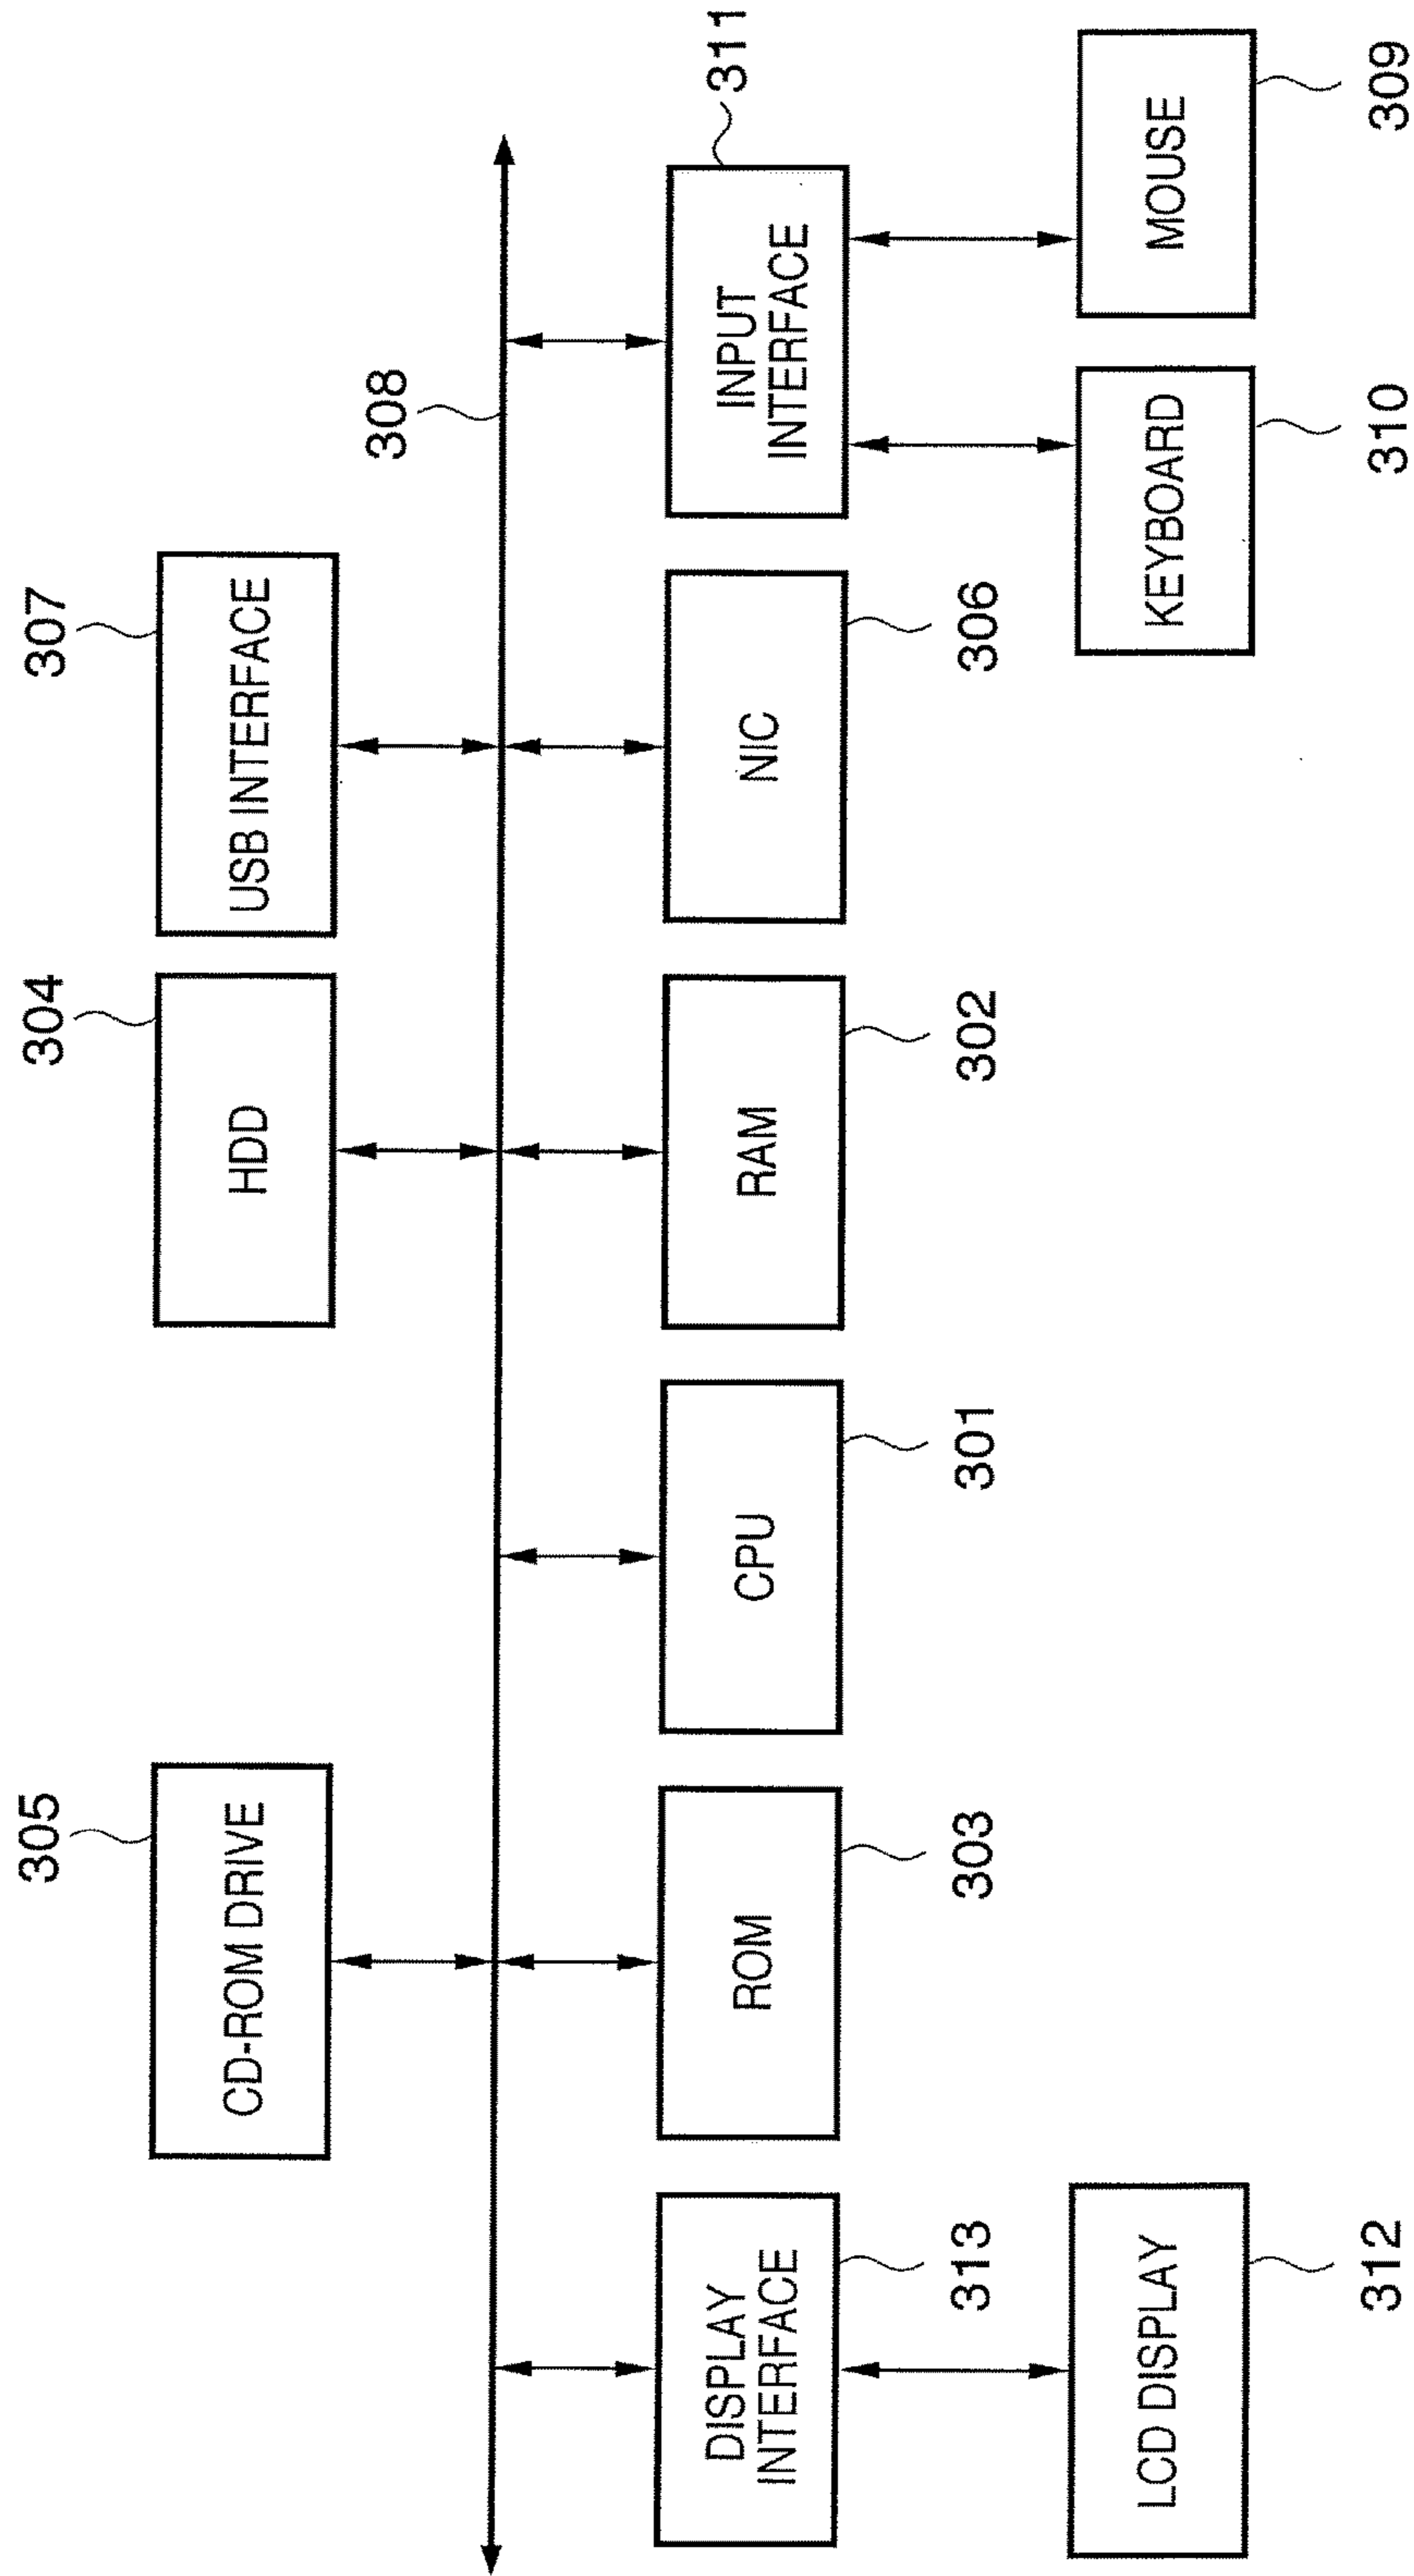 305
304
307
CD-ROM DRIVE
HDD
USB INTERFACE
308
311
DISPLAY
INTERFACE
ROM
CPU
RAM
NIC
INPUT
INTERFACE
313
303
301
302
306
LCD DISPLAY
KEYBOARD
MOUSE
312
310
309